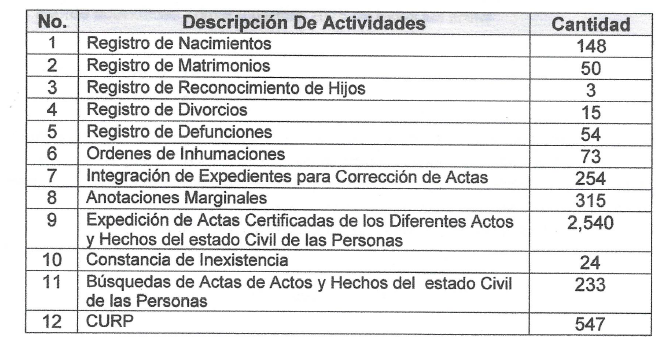 No. Descripción De Actividades Cantidad
1 Registro de Nacimientos 148
2 Registro de Matrimonios 50
3 Registro de Reconocimiento de Hijos 3
4 Registro de Divorcios 15
5 Registro de Defunciones 54
6 Ordenes de Inhumaciones 73
7 Integración de Expedientes para Corrección de Actas 254
8 Anotaciones Marginales 315
9 Expedición de Actas Certificadas de los Diferentes Actos 2,540
y Hechos del estado Civil de las Personas
10 Constancia de Inexistencia 24
11 Búsquedas de Actas de Actos y Hechos del estado Civil 233
de las Personas
12 CURP 547